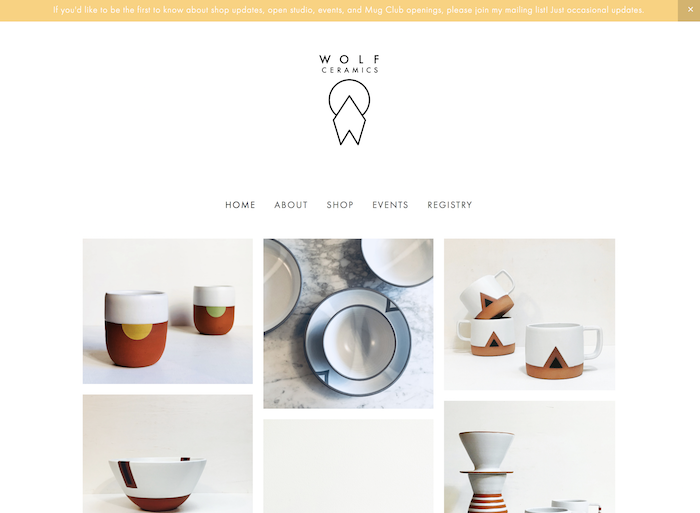 If you'd like to be the first to know about shop updates, open studio, events, and Mug Club openings, please join my mailing list! Just occasional updates.
WOLF
CERAMICS
HOME ABOUT SHOP EVENTS REGISTRY